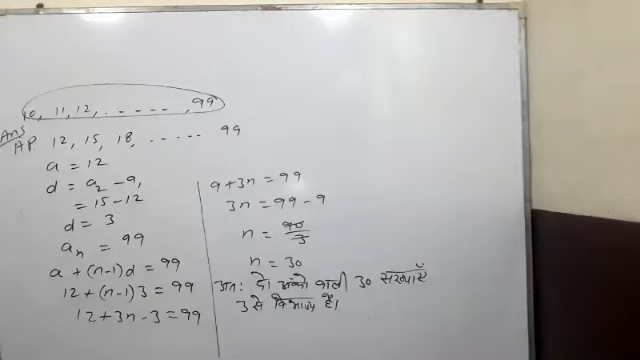 10, 11, 12, - - - - - , 99
Ans
AP. 12, 15, 18, - - - - - 99
a = 12
d = a₂ - a₁
= 15 - 12
d = 3
aₙ = 99
a + (n-1)d = 99
12 + (n-1)3 = 99
12 + 3n - 3 = 99
9 + 3n = 99
3n = 99 - 9
n = 90/3
n = 30
अतः दो अंको वाली 30 संख्याएँ
3 से विभाज्य हैं।